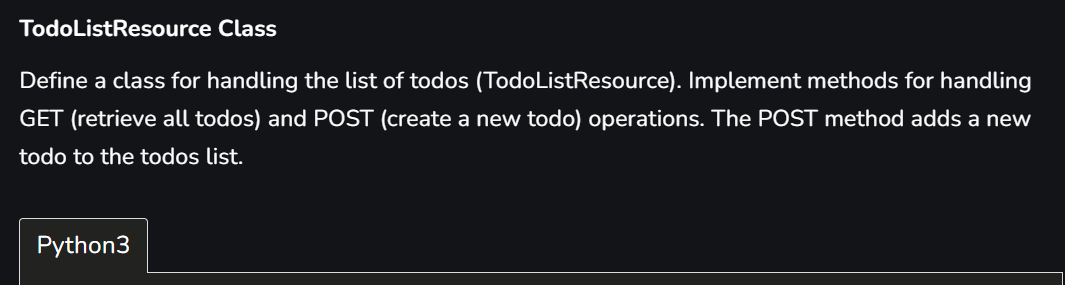 TodoListResource Class
Define a class for handling the list of todos (TodoListResource). Implement methods for handling
GET (retrieve all todos) and POST (create a new todo) operations. The POST method adds a new
todo to the todos list.
Python3